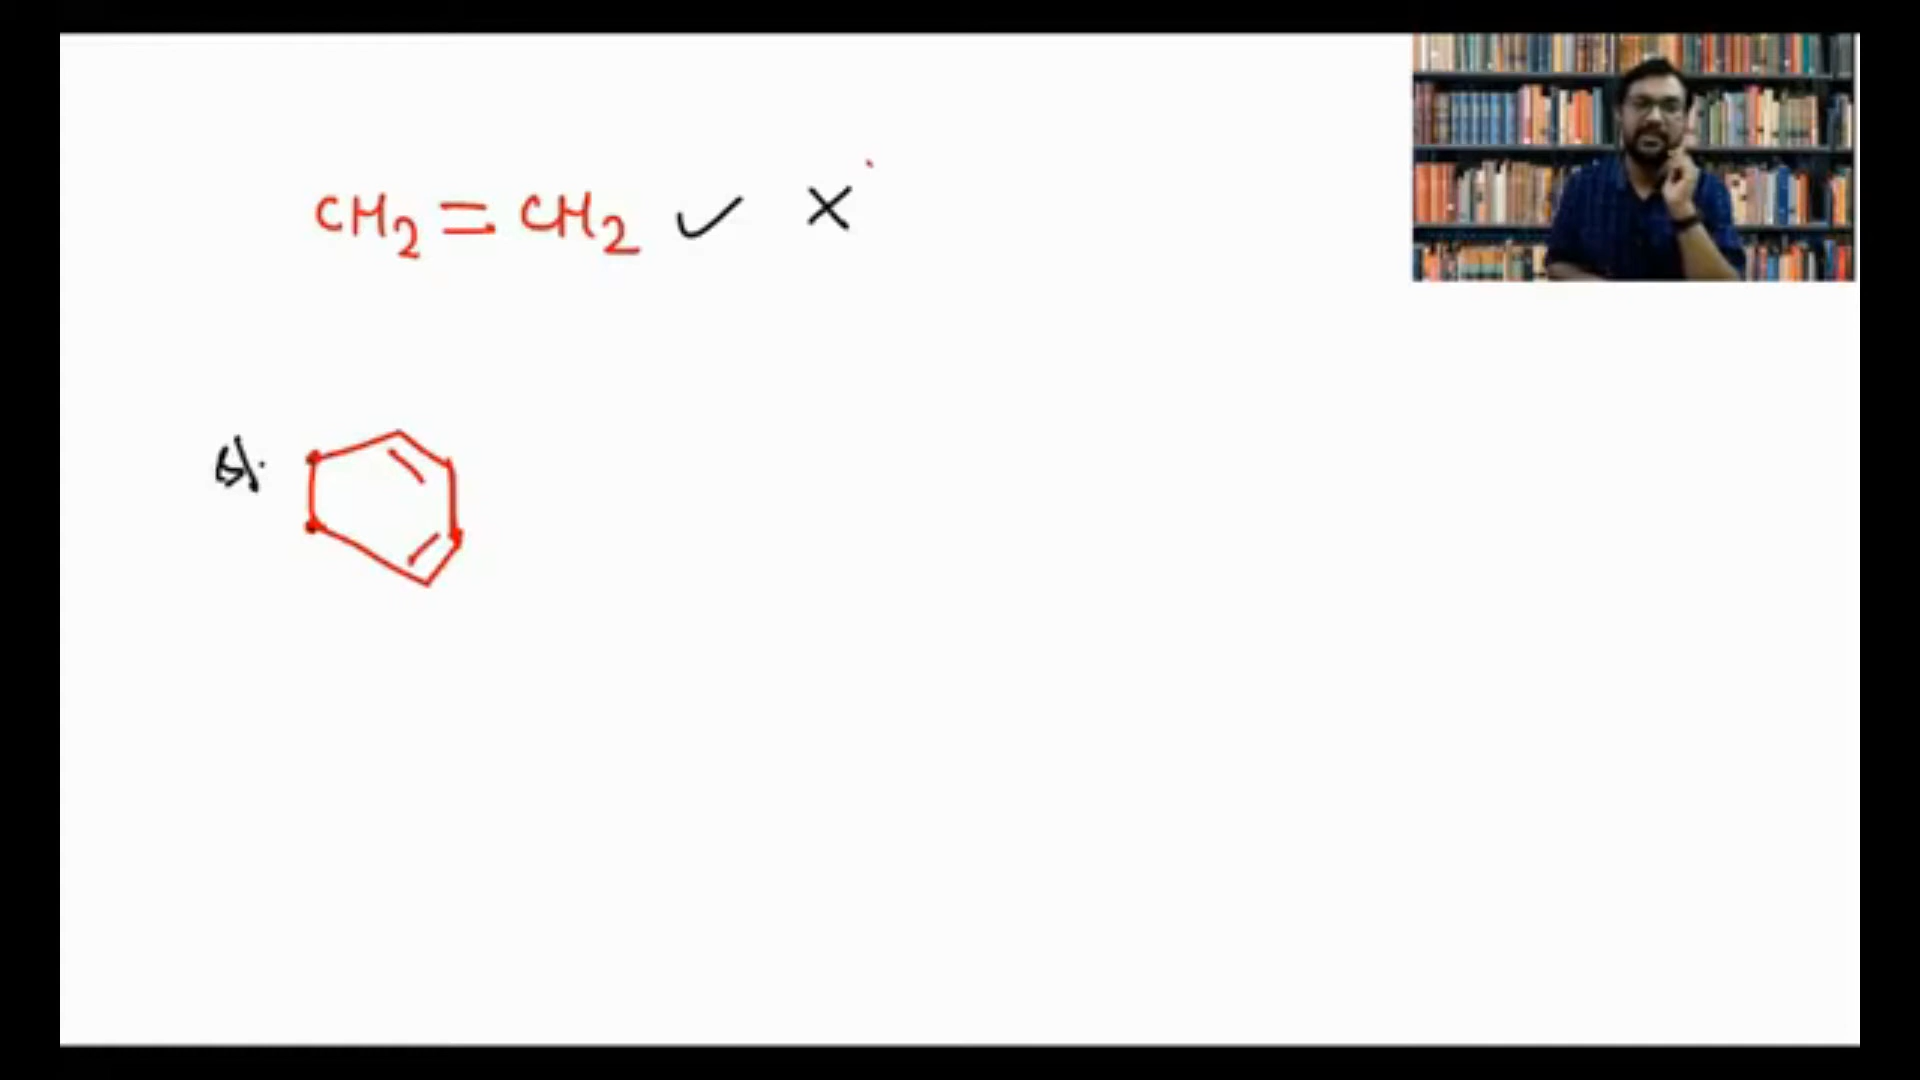 CH₂=CH₂ ✓ ×